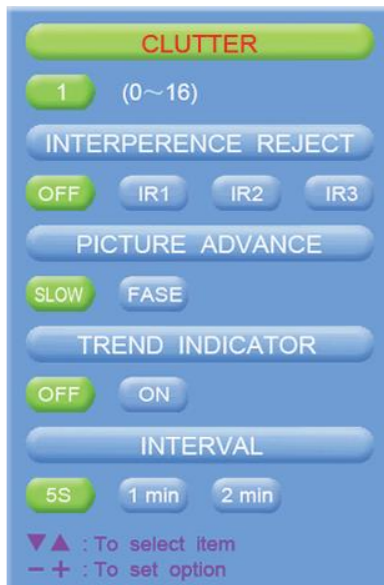 CLUTTER
1 (0～16)
INTERPERENCE REJECT
OFF IR1 IR2 IR3
PICTURE ADVANCE
SLOW FASE
TREND INDICATOR
OFF ON
INTERVAL
5S 1 min 2 min
▼▲ : To select item
－＋ : To set option